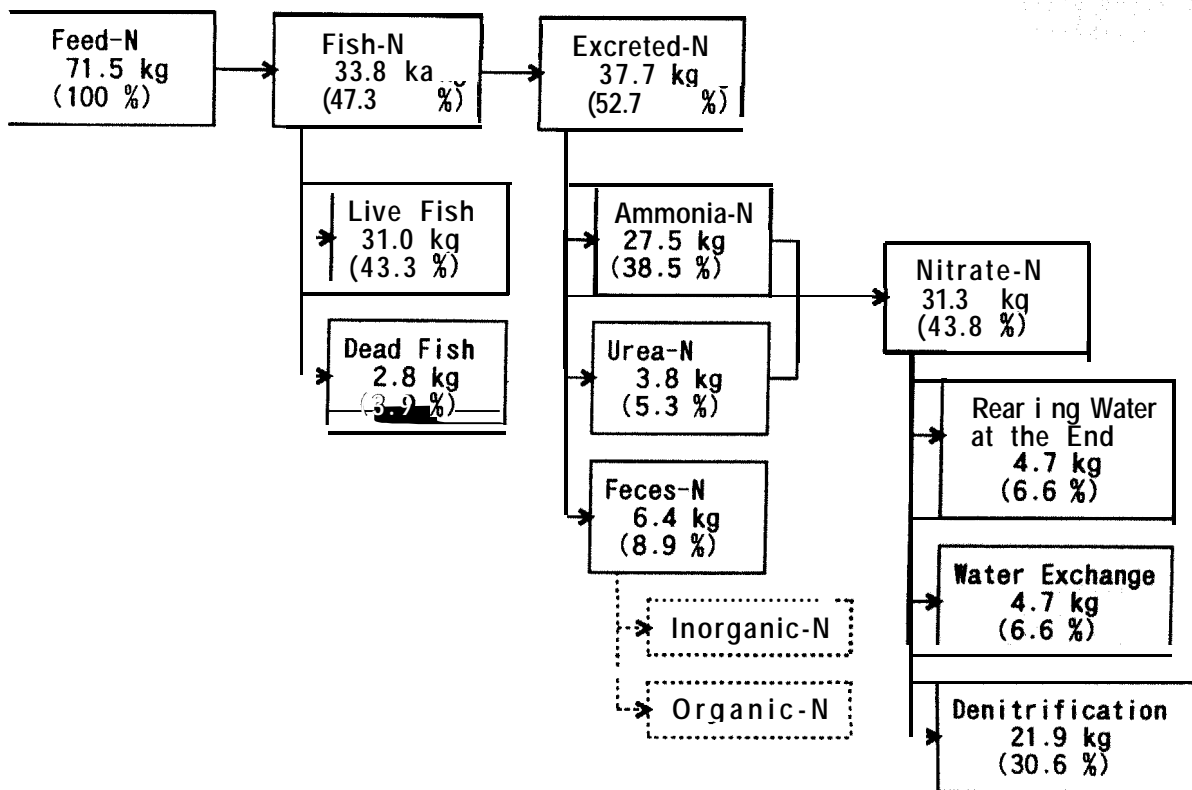 Feed-N
71.5 kg
(100 %)
Fish-N
33.8 ka
(47.3 %)
Excreted-N
37.7 kg
(52.7 %)
Live Fish
31.0 kg
(43.3 %)
Dead Fish
2.8 kg
(3.9 %)
Ammonia-N
27.5 kg
(38.5 %)
Urea-N
3.8 kg
(5.3 %)
Feces-N
6.4 kg
(8.9 %)
Inorganic-N
Organic-N
Nitrate-N
31.3 kg
(43.8 %)
Rearing Water
at the End
4.7 kg
(6.6 %)
Water Exchange
4.7 kg
(6.6 %)
Denitrification
21.9 kg
(30.6 %)